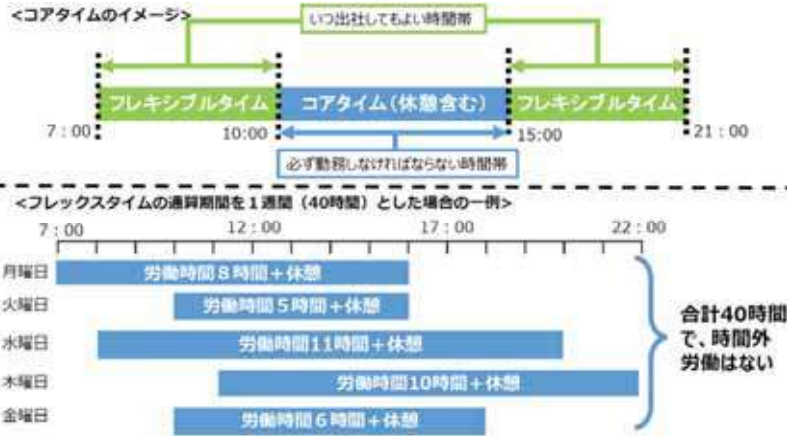 <コアタイムのイメージ>
いつ出社してもよい時間帯
フレキシブルタイム
コアタイム(休憩含む)
フレキシブルタイム
7:00
10:00
15:00
21:00
必ず勤務しなければならない時間帯
<フレックスタイムの通算期間を1週間(40時間)とした場合の一例>
7:00
12:00
17:00
22:00
月曜日
労働時間8時間+休憩
火曜日
労働時間5時間+休憩
水曜日
労働時間11時間+休憩
木曜日
労働時間10時間+休憩
金曜日
労働時間6時間+休憩
合計40時間
で、時間外
労働はない